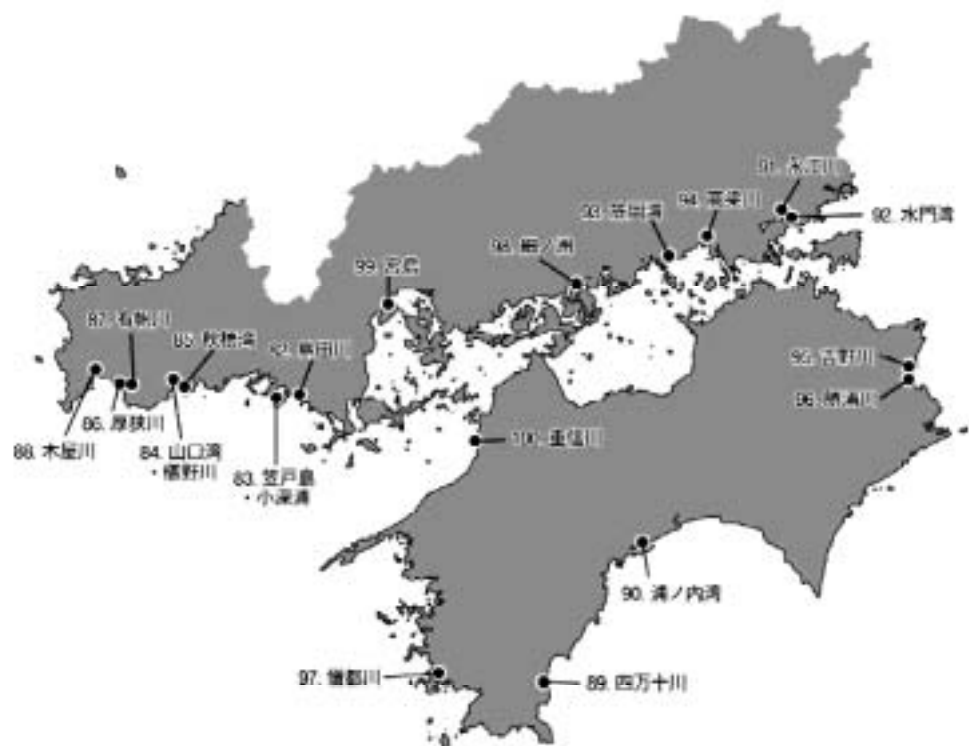 91. 永江川
92. 水門湾
94. 高梁川
93. 笠岡湾
98. 細ノ洲
99. 宮島
87. 有帆川
85. 秋穂湾
82. 島田川
95. 吉野川
96. 勝浦川
88. 木屋川
86. 厚狭川
84. 山口湾
・椹野川
83. 笠戸島
・小深浦
100. 重信川
90. 浦ノ内湾
97. 僧都川
89. 四万十川